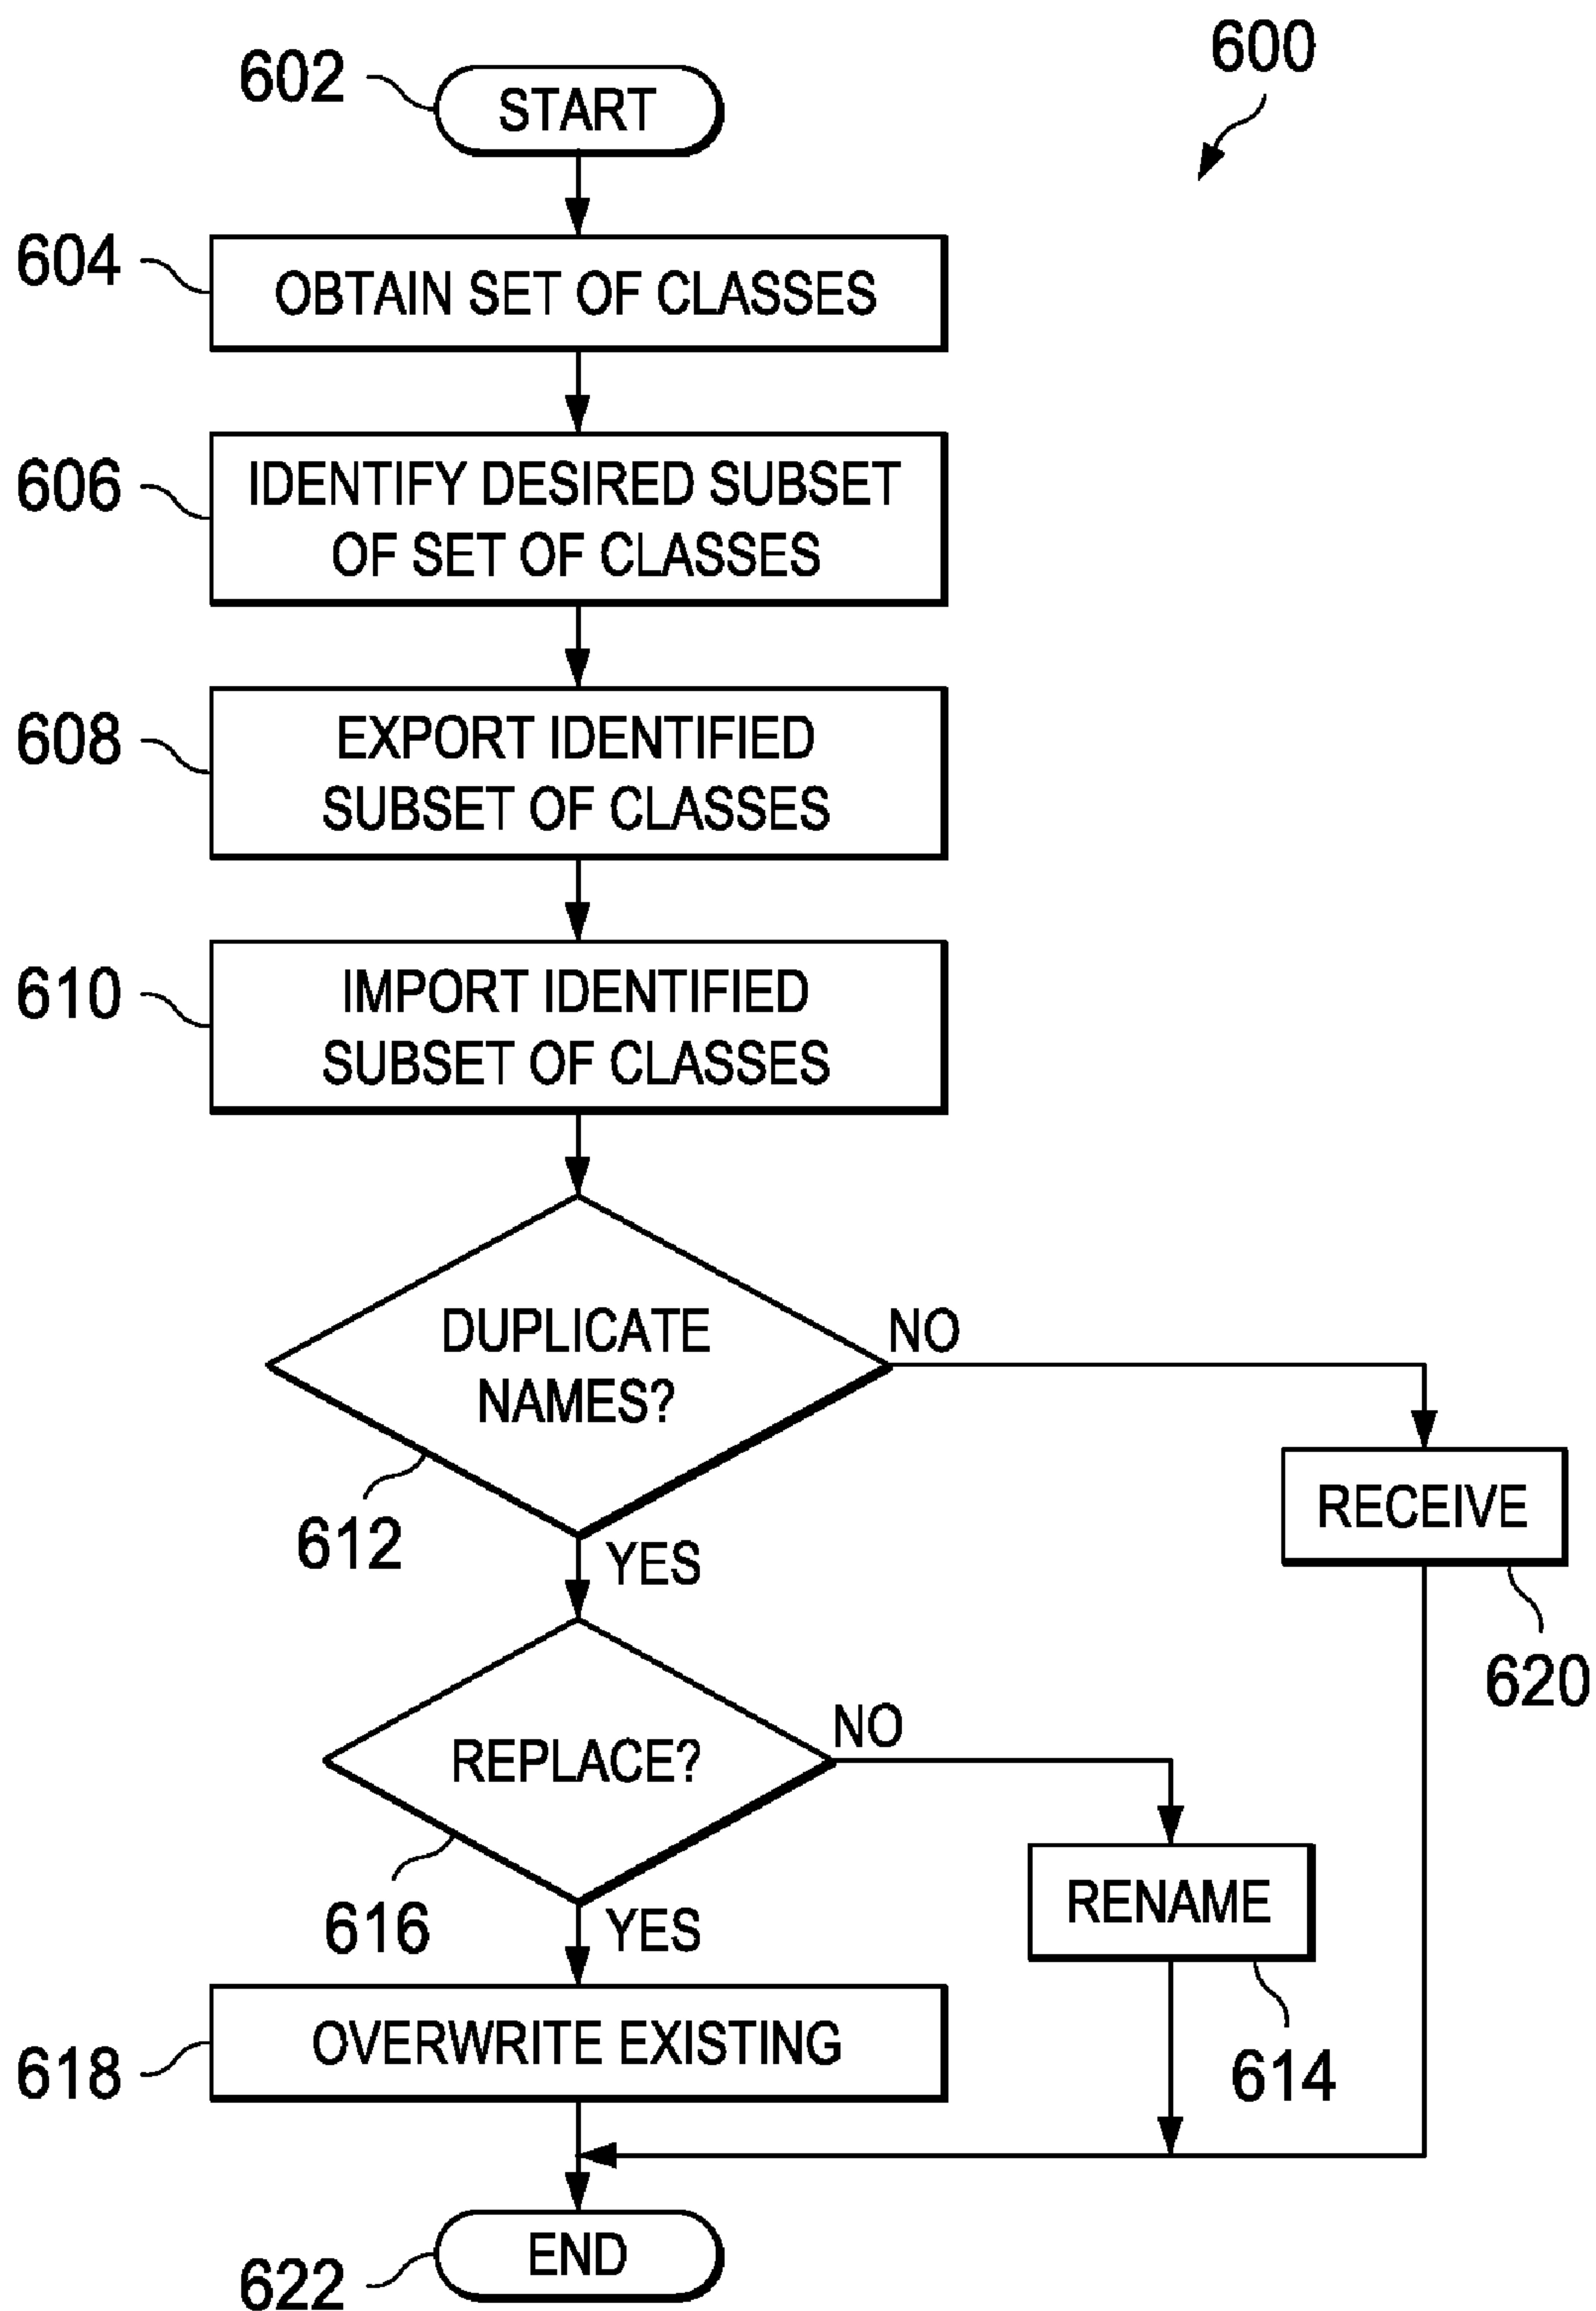 600
602
START
604
OBTAIN SET OF CLASSES
606
IDENTIFY DESIRED SUBSET
OF SET OF CLASSES
608
EXPORT IDENTIFIED
SUBSET OF CLASSES
610
IMPORT IDENTIFIED
SUBSET OF CLASSES
DUPLICATE
NAMES?
NO
612
YES
RECEIVE
620
REPLACE?
NO
616
YES
RENAME
614
618
OVERWRITE EXISTING
END
622